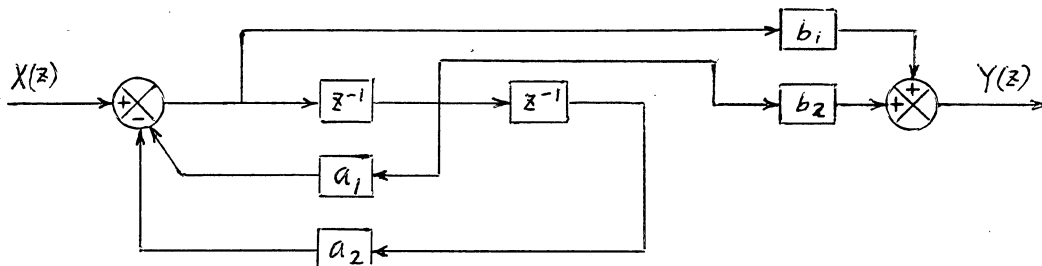 b₁
X(z)
Y(z)
+
+
z⁻¹
z⁻¹
b₂
+
−
a₁
a₂